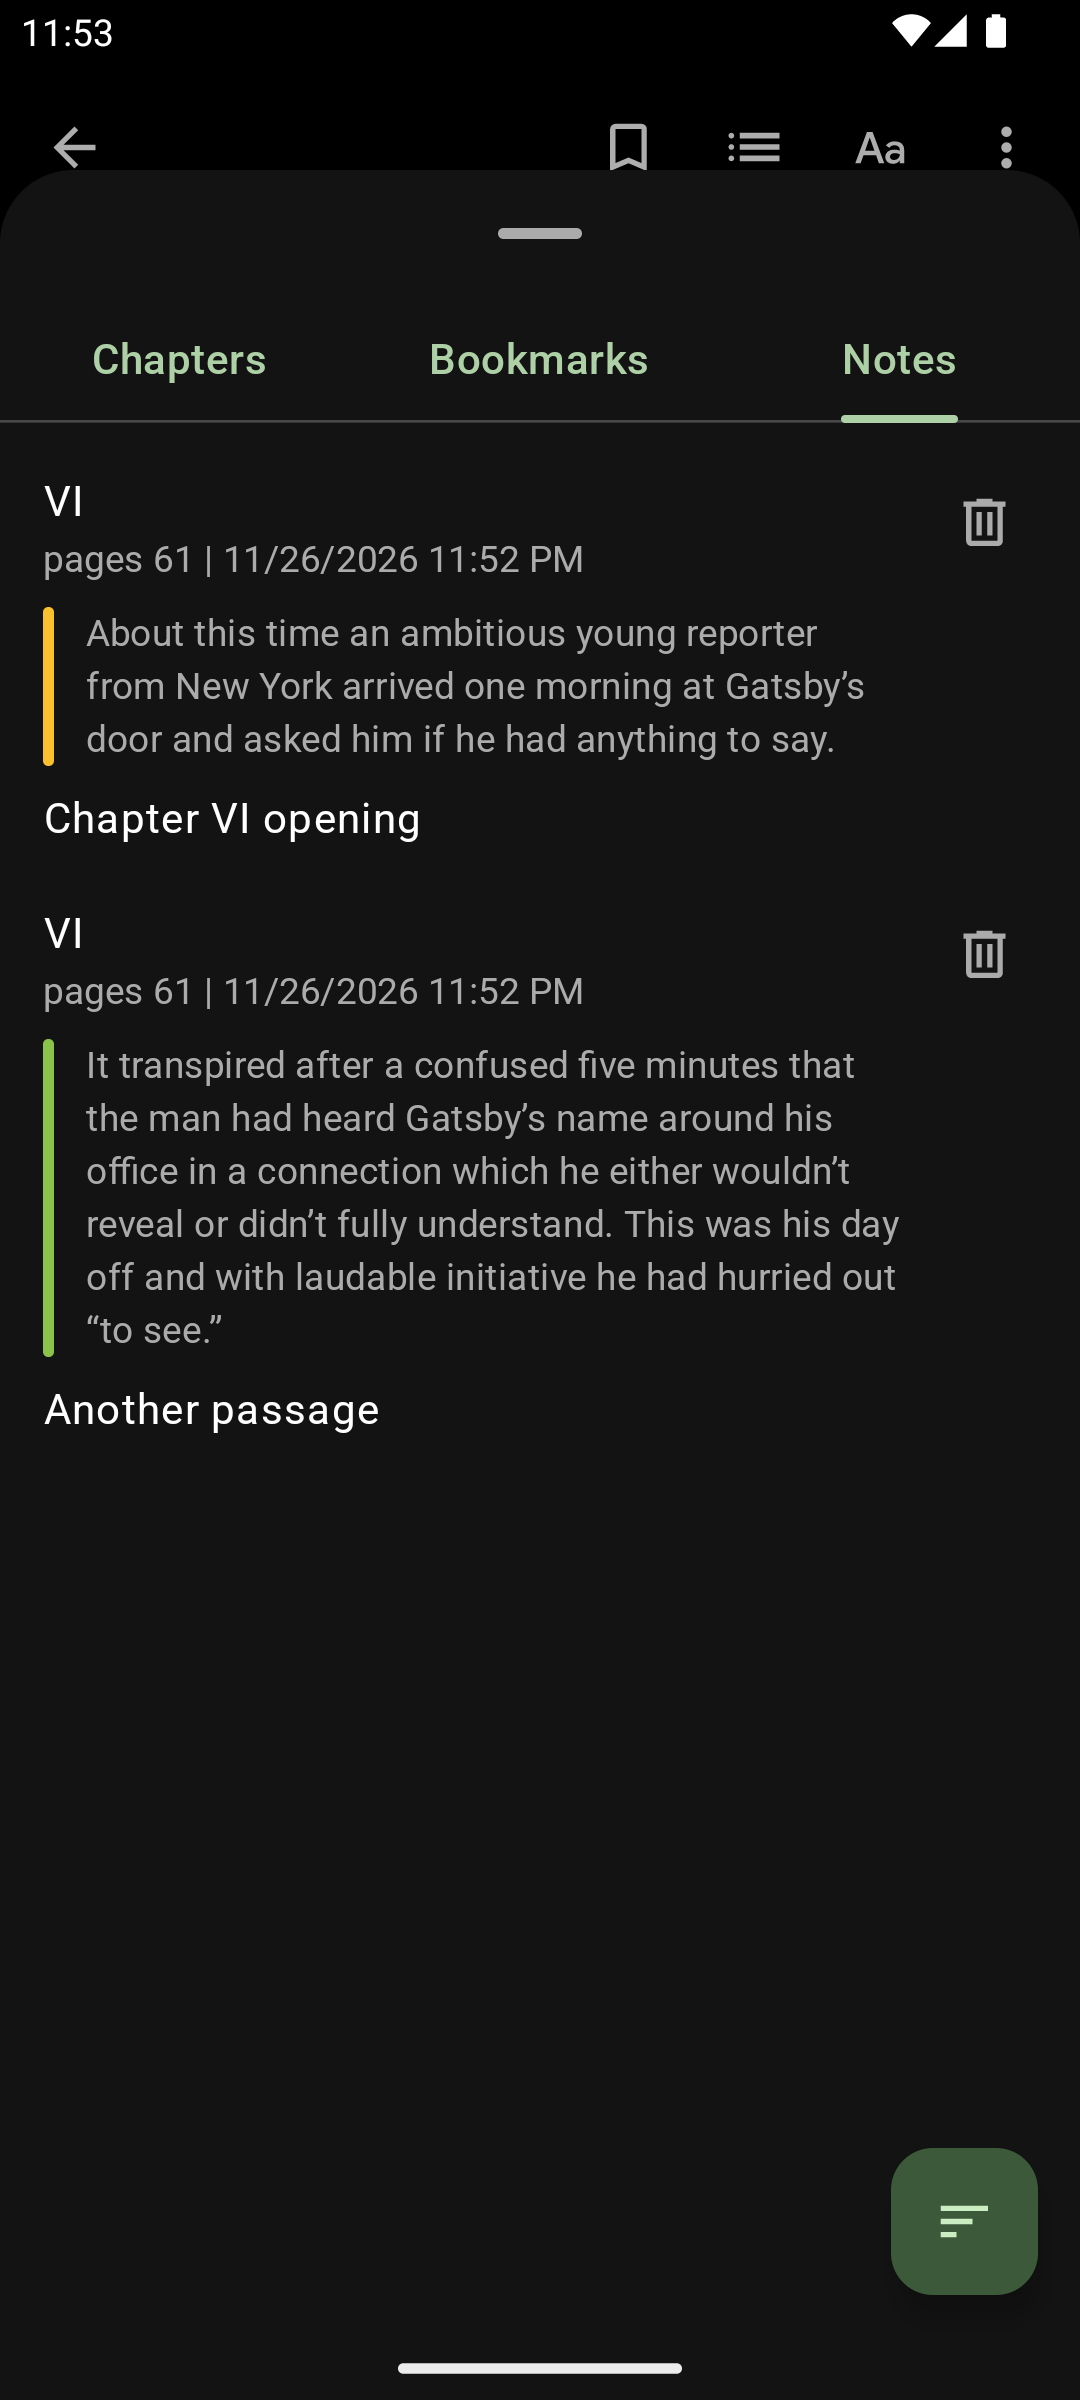 11:53
Aa
Chapters Bookmarks Notes
VI
pages 61 | 11/26/2026 11:52 PM
About this time an ambitious young reporter
from New York arrived one morning at Gatsby’s
door and asked him if he had anything to say.
Chapter VI opening
VI
pages 61 | 11/26/2026 11:52 PM
It transpired after a confused five minutes that
the man had heard Gatsby’s name around his
office in a connection which he either wouldn’t
reveal or didn’t fully understand. This was his day
off and with laudable initiative he had hurried out
“to see.”
Another passage